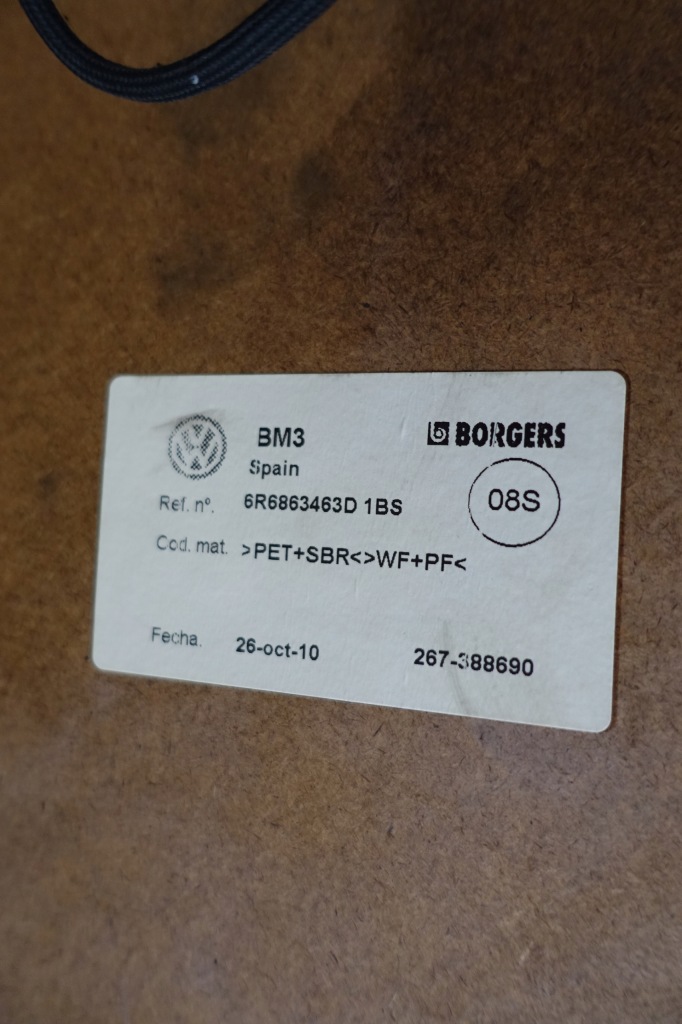 BM3
BORGERS
Spain
08S
Ref. nº. 6R6863463D 1BS
Cod. mat. >PET+SBR<>WF+PF<
Fecha. 26-oct-10 267-388690